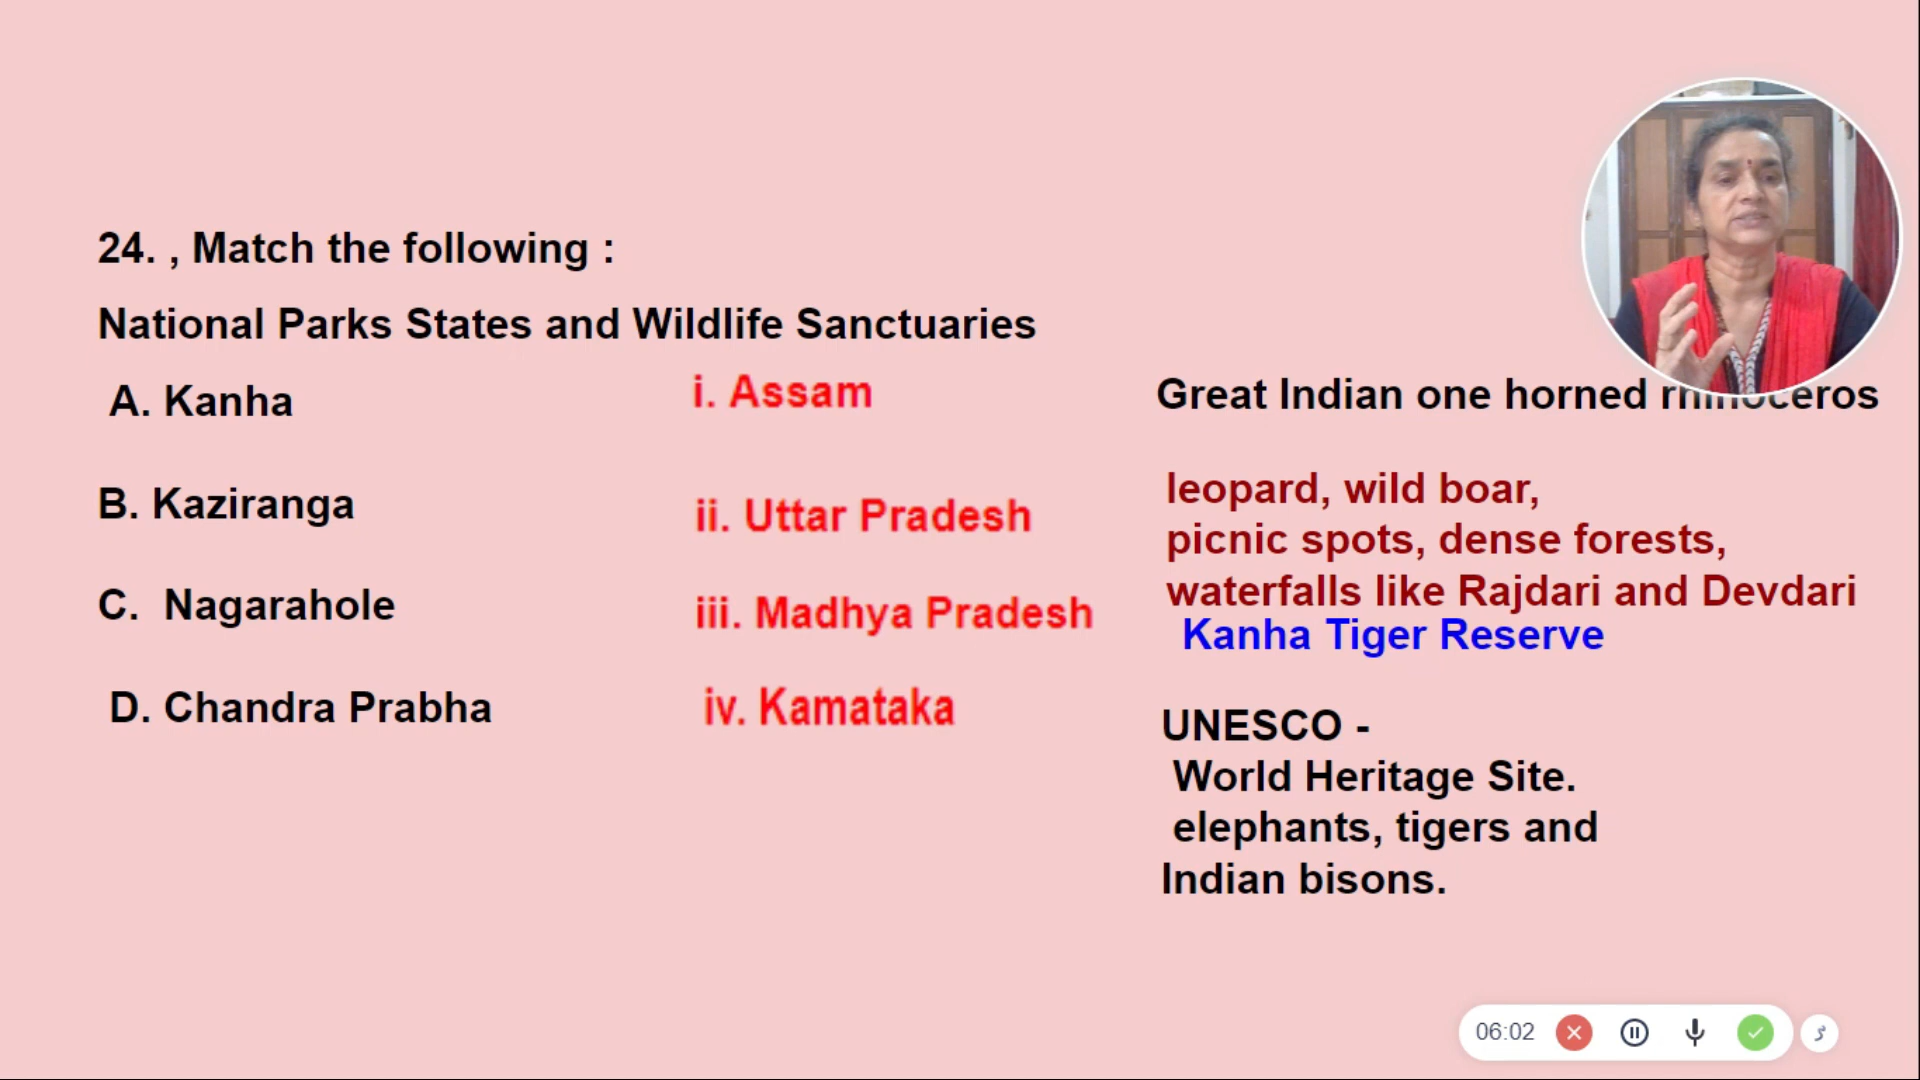 24. , Match the following :
National Parks States and Wildlife Sanctuaries
A. Kanha
i. Assam
Great Indian one horned rhinoceros
B. Kaziranga
ii. Uttar Pradesh
leopard, wild boar,
picnic spots, dense forests,
waterfalls like Rajdari and Devdari
C. Nagarahole
iii. Madhya Pradesh
Kanha Tiger Reserve
D. Chandra Prabha
iv. Kamataka
UNESCO -
World Heritage Site.
elephants, tigers and
Indian bisons.
06:02